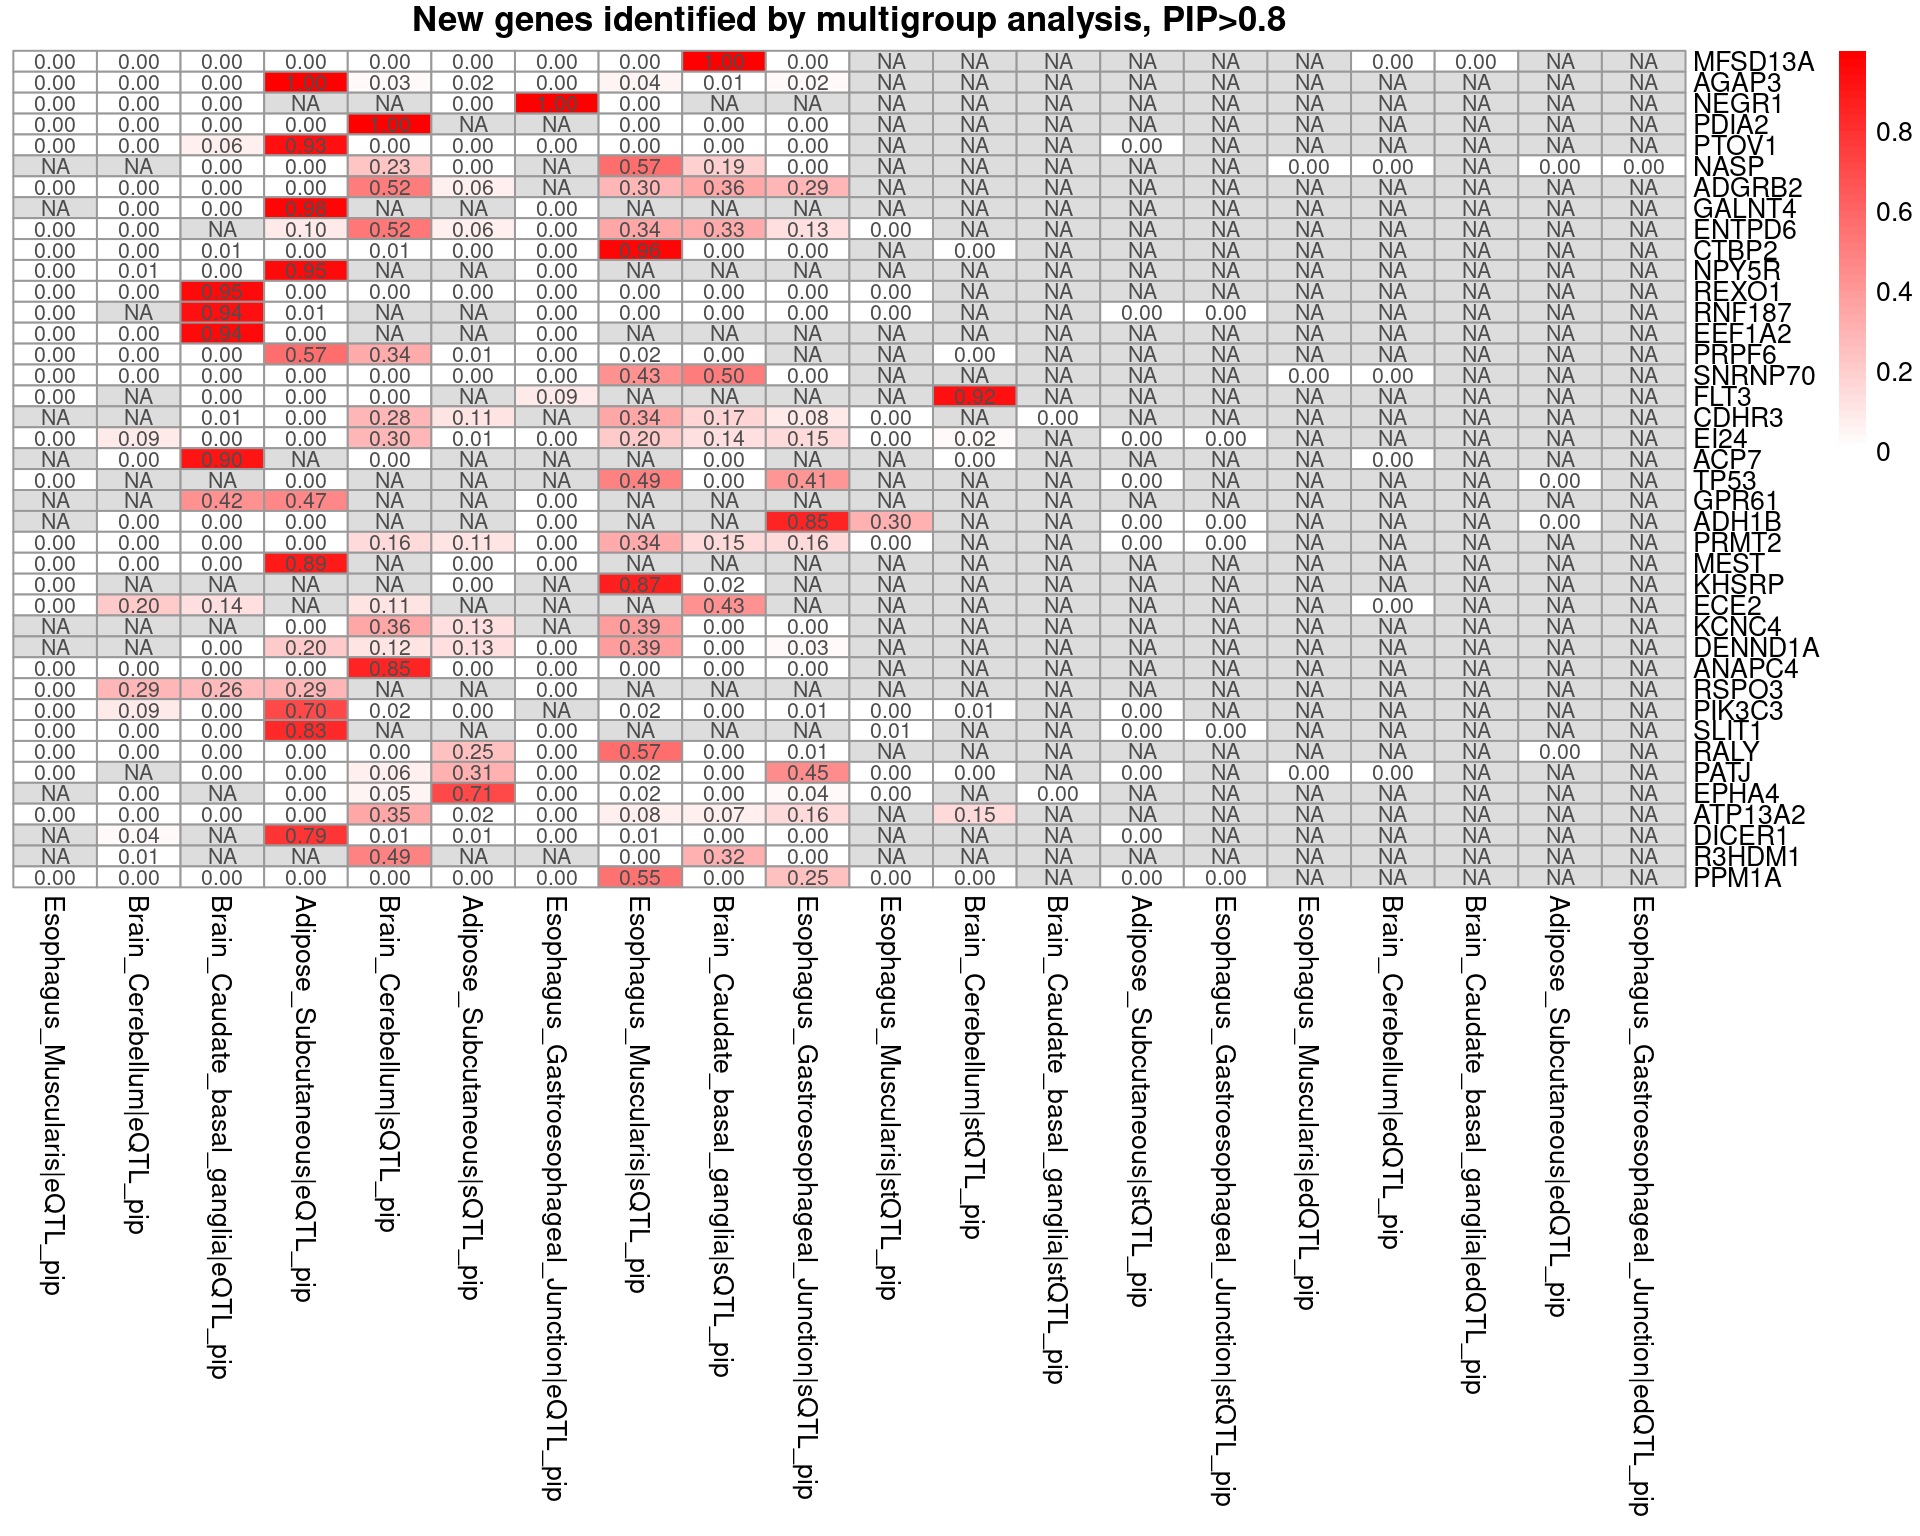 New genes identified by multigroup analysis, PIP>0.8
0.00 0.00 0.00 0.00 0.00 0.00 0.00 0.00 1.00 0.00 NA NA NA NA NA NA 0.00 0.00 NA NA MFSD13A
0.00 0.00 0.00 1.00 0.03 0.02 0.00 0.04 0.01 0.02 NA NA NA NA NA NA NA NA NA NA AGAP3
0.00 0.00 0.00 NA NA 0.00 1.00 0.00 NA NA NA NA NA NA NA NA NA NA NA NA NEGR1
0.00 0.00 0.00 0.00 1.00 NA NA 0.00 0.00 0.00 NA NA NA NA NA NA NA NA NA NA PDIA2
0.00 0.00 0.06 0.93 0.00 0.00 0.00 0.00 0.00 0.00 NA NA NA 0.00 NA NA NA NA NA NA PTOV1
NA NA 0.00 0.00 0.23 0.00 NA 0.57 0.19 0.00 NA NA NA NA NA 0.00 0.00 NA 0.00 0.00 NASP
0.00 0.00 0.00 0.00 0.52 0.06 NA 0.30 0.36 0.29 NA NA NA NA NA NA NA NA NA NA ADGRB2
NA 0.00 0.00 0.98 NA NA 0.00 NA NA NA NA NA NA NA NA NA NA NA NA NA GALNT4
0.00 0.00 NA 0.10 0.52 0.06 0.00 0.34 0.33 0.13 0.00 NA NA NA NA NA NA NA NA NA ENTPD6
0.00 0.00 0.01 0.00 0.01 0.00 0.00 0.96 0.00 0.00 NA 0.00 NA NA NA NA NA NA NA NA CTBP2
0.00 0.01 0.00 0.95 NA NA 0.00 NA NA NA NA NA NA NA NA NA NA NA NA NA NPY5R
0.00 0.00 0.95 0.00 0.00 0.00 0.00 0.00 0.00 0.00 0.00 NA NA NA NA NA NA NA NA NA REXO1
0.00 NA 0.94 0.01 NA NA 0.00 0.00 0.00 0.00 0.00 NA NA 0.00 0.00 NA NA NA NA NA RNF187
0.00 0.00 0.94 0.00 NA NA 0.00 NA NA NA NA NA NA NA NA NA NA NA NA NA EEF1A2
0.00 0.00 0.00 0.57 0.34 0.01 0.00 0.02 0.00 NA NA 0.00 NA NA NA NA NA NA NA NA PRPF6
0.00 0.00 0.00 0.00 0.00 0.00 0.00 0.43 0.50 0.00 NA NA NA NA NA 0.00 0.00 NA NA NA SNRNP70
0.00 NA 0.00 0.00 0.00 NA 0.09 NA NA NA NA 0.92 NA NA NA NA NA NA NA NA FLT3
NA NA 0.01 0.00 0.28 0.11 NA 0.34 0.17 0.08 0.00 NA 0.00 NA NA NA NA NA NA NA CDHR3
0.00 0.09 0.00 0.00 0.30 0.01 0.00 0.20 0.14 0.15 0.00 0.02 NA 0.00 0.00 NA NA NA NA NA EI24
NA 0.00 0.90 NA 0.00 NA NA NA 0.00 NA NA 0.00 NA NA NA NA 0.00 NA NA NA ACP7
0.00 NA NA 0.00 NA NA NA 0.49 0.00 0.41 NA NA NA 0.00 NA NA NA NA 0.00 NA TP53
NA NA 0.42 0.47 NA NA 0.00 NA NA NA NA NA NA NA NA NA NA NA NA NA GPR61
NA 0.00 0.00 0.00 NA NA 0.00 NA NA 0.85 0.30 NA NA 0.00 0.00 NA NA NA 0.00 NA ADH1B
0.00 0.00 0.00 0.00 0.16 0.11 0.00 0.34 0.15 0.16 0.00 NA NA 0.00 0.00 NA NA NA NA NA PRMT2
0.00 0.00 0.00 0.89 NA 0.00 0.00 NA NA NA NA NA NA NA NA NA NA NA NA NA MEST
0.00 NA NA NA NA 0.00 NA 0.87 0.02 NA NA NA NA NA NA NA NA NA NA NA KHSRP
0.00 0.20 0.14 NA 0.11 NA NA NA 0.43 NA NA NA NA NA NA NA 0.00 NA NA NA ECE2
NA NA NA 0.00 0.36 0.13 NA 0.39 0.00 0.00 NA NA NA NA NA NA NA NA NA NA KCNC4
NA NA 0.00 0.20 0.12 0.13 0.00 0.39 0.00 0.03 NA NA NA NA NA NA NA NA NA NA DENND1A
0.00 0.00 0.00 0.00 0.85 0.00 0.00 0.00 0.00 0.00 NA NA NA NA NA NA NA NA NA NA ANAPC4
0.00 0.29 0.26 0.29 NA NA 0.00 NA NA NA NA NA NA NA NA NA NA NA NA NA RSPO3
0.00 0.09 0.00 0.70 0.02 0.00 NA 0.02 0.00 0.01 0.00 0.01 NA 0.00 NA NA NA NA NA NA PIK3C3
0.00 0.00 0.00 0.83 NA NA 0.00 NA NA NA 0.01 NA NA 0.00 0.00 NA NA NA NA NA SLIT1
0.00 0.00 0.00 0.00 0.00 0.25 0.00 0.57 0.00 0.01 NA NA NA NA NA NA NA NA 0.00 NA RALY
0.00 NA 0.00 0.00 0.06 0.31 0.00 0.02 0.00 0.45 0.00 0.00 NA 0.00 NA 0.00 0.00 NA NA NA PATJ
NA 0.00 NA 0.00 0.05 0.71 0.00 0.02 0.00 0.04 0.00 NA 0.00 NA NA NA NA NA NA NA EPHA4
0.00 0.00 0.00 0.00 0.35 0.02 0.00 0.08 0.07 0.16 NA 0.15 NA NA NA NA NA NA NA NA ATP13A2
NA 0.04 NA 0.79 0.01 0.01 0.00 0.01 0.00 0.00 NA NA NA 0.00 NA NA NA NA NA NA DICER1
NA 0.01 NA NA 0.49 NA NA 0.00 0.32 0.00 NA NA NA NA NA NA NA NA NA NA R3HDM1
0.00 0.00 0.00 0.00 0.00 0.00 0.00 0.55 0.00 0.25 0.00 0.00 NA 0.00 0.00 NA NA NA NA NA PPM1A
Esophagus_Muscularis|eQTL_pip
Brain_Cerebellum|eQTL_pip
Brain_Caudate_basal_ganglia|eQTL_pip
Adipose_Subcutaneous|eQTL_pip
Brain_Cerebellum|sQTL_pip
Adipose_Subcutaneous|sQTL_pip
Esophagus_Gastroesophageal_Junction|eQTL_pip
Esophagus_Muscularis|sQTL_pip
Brain_Caudate_basal_ganglia|sQTL_pip
Esophagus_Gastroesophageal_Junction|sQTL_pip
Esophagus_Muscularis|stQTL_pip
Brain_Cerebellum|stQTL_pip
Brain_Caudate_basal_ganglia|stQTL_pip
Adipose_Subcutaneous|stQTL_pip
Esophagus_Gastroesophageal_Junction|stQTL_pip
Esophagus_Muscularis|edQTL_pip
Brain_Cerebellum|edQTL_pip
Brain_Caudate_basal_ganglia|edQTL_pip
Adipose_Subcutaneous|edQTL_pip
Esophagus_Gastroesophageal_Junction|edQTL_pip
0.8
0.6
0.4
0.2
0